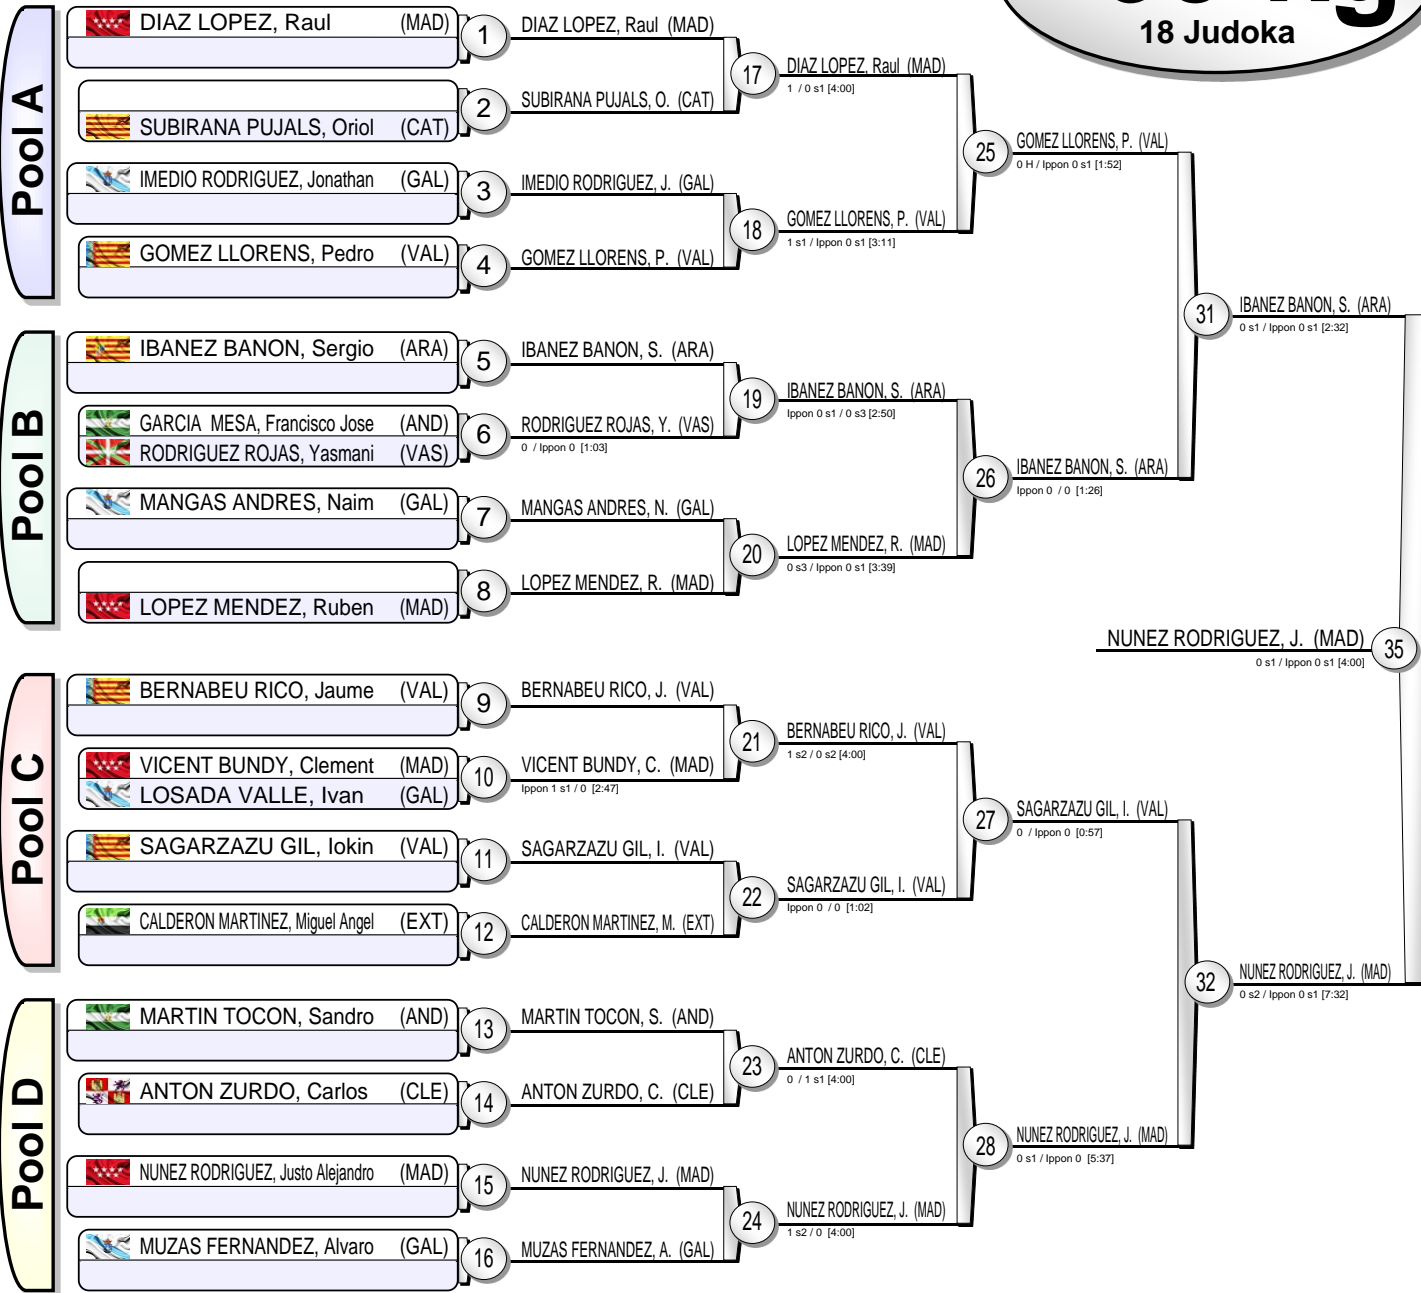 18 Judoka
Pool A
DIAZ LOPEZ, Raul (MAD)
1
DIAZ LOPEZ, Raul (MAD)
2
SUBIRANA PUJALS, O. (CAT)
SUBIRANA PUJALS, Oriol (CAT)
17
DIAZ LOPEZ, Raul (MAD)
1 / 0 s1 [4:00]
IMEDIO RODRIGUEZ, Jonathan (GAL)
3
IMEDIO RODRIGUEZ, J. (GAL)
GOMEZ LLORENS, Pedro (VAL)
4
GOMEZ LLORENS, P. (VAL)
18
GOMEZ LLORENS, P. (VAL)
1 s1 / Ippon 0 s1 [3:11]
25
GOMEZ LLORENS, P. (VAL)
0 H / Ippon 0 s1 [1:52]
Pool B
IBANEZ BANON, Sergio (ARA)
5
IBANEZ BANON, S. (ARA)
GARCIA MESA, Francisco Jose (AND)
RODRIGUEZ ROJAS, Yasmani (VAS)
6
RODRIGUEZ ROJAS, Y. (VAS)
0 / Ippon 0 [1:03]
19
IBANEZ BANON, S. (ARA)
Ippon 0 s1 / 0 s3 [2:50]
MANGAS ANDRES, Naim (GAL)
7
MANGAS ANDRES, N. (GAL)
8
LOPEZ MENDEZ, R. (MAD)
LOPEZ MENDEZ, Ruben (MAD)
20
LOPEZ MENDEZ, R. (MAD)
0 s3 / Ippon 0 s1 [3:39]
26
IBANEZ BANON, S. (ARA)
Ippon 0 / 0 [1:26]
31
IBANEZ BANON, S. (ARA)
0 s1 / Ippon 0 s1 [2:32]
NUNEZ RODRIGUEZ, J. (MAD)
35
0 s1 / Ippon 0 s1 [4:00]
Pool C
BERNABEU RICO, Jaume (VAL)
9
BERNABEU RICO, J. (VAL)
VICENT BUNDY, Clement (MAD)
LOSADA VALLE, Ivan (GAL)
10
VICENT BUNDY, C. (MAD)
Ippon 1 s1 / 0 [2:47]
21
BERNABEU RICO, J. (VAL)
1 s2 / 0 s2 [4:00]
SAGARZAZU GIL, Iokin (VAL)
11
SAGARZAZU GIL, I. (VAL)
CALDERON MARTINEZ, Miguel Angel (EXT)
12
CALDERON MARTINEZ, M. (EXT)
22
SAGARZAZU GIL, I. (VAL)
Ippon 0 / 0 [1:02]
27
SAGARZAZU GIL, I. (VAL)
0 / Ippon 0 [0:57]
Pool D
MARTIN TOCON, Sandro (AND)
13
MARTIN TOCON, S. (AND)
ANTON ZURDO, Carlos (CLE)
14
ANTON ZURDO, C. (CLE)
23
ANTON ZURDO, C. (CLE)
0 / 1 s1 [4:00]
NUNEZ RODRIGUEZ, Justo Alejandro (MAD)
15
NUNEZ RODRIGUEZ, J. (MAD)
MUZAS FERNANDEZ, Alvaro (GAL)
16
MUZAS FERNANDEZ, A. (GAL)
24
NUNEZ RODRIGUEZ, J. (MAD)
1 s2 / 0 [4:00]
28
NUNEZ RODRIGUEZ, J. (MAD)
0 s1 / Ippon 0 [5:37]
32
NUNEZ RODRIGUEZ, J. (MAD)
0 s2 / Ippon 0 s1 [7:32]